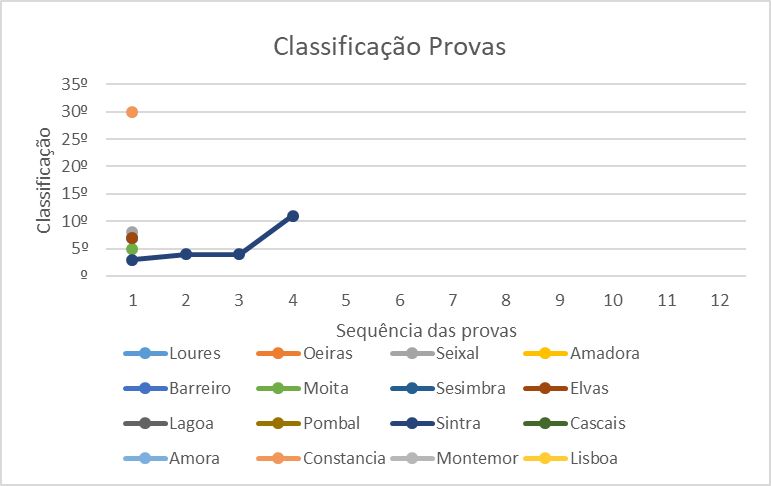 Classificação Provas
35º
30º
25º
20º
15º
10º
5º
º
Classificação
1 2 3 4 5 6 7 8 9 10 11 12
Sequência das provas
Loures Oeiras Seixal Amadora
Barreiro Moita Sesimbra Elvas
Lagoa Pombal Sintra Cascais
Amora Constancia Montemor Lisboa